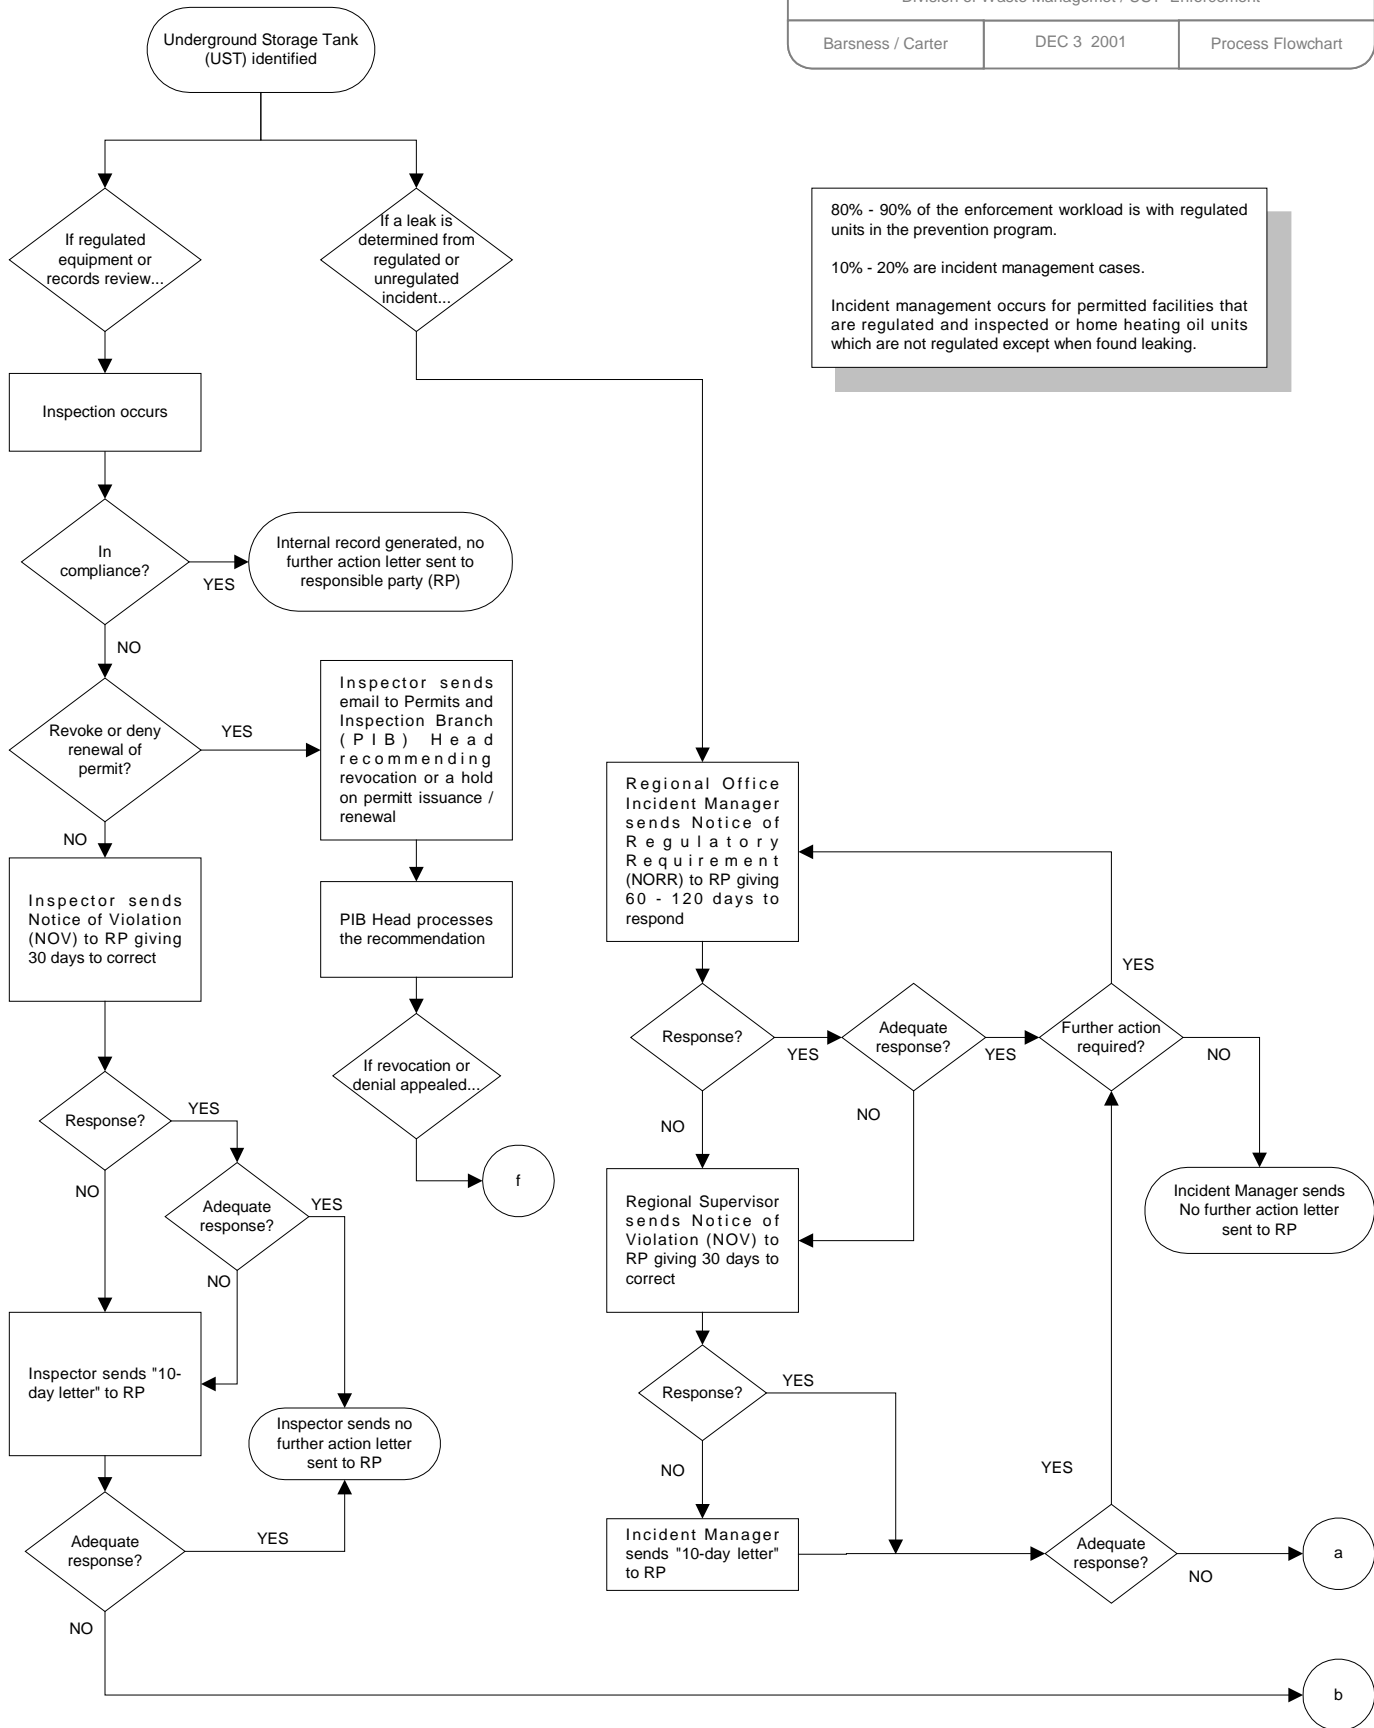 Division of Waste Managemet / UST Enforcement
Barsness / Carter
DEC 3 2001
Process Flowchart
Underground Storage Tank
(UST) identified
If regulated
equipment or
records review...
If a leak is
determined from
regulated or
unregulated
incident...
80% - 90% of the enforcement workload is with regulated
units in the prevention program.
10% - 20% are incident management cases.
Incident management occurs for permitted facilities that
are regulated and inspected or home heating oil units
which are not regulated except when found leaking.
Inspection occurs
In
compliance?
YES
Internal record generated, no
further action letter sent to
responsible party (RP)
NO
Revoke or deny
renewal of
permit?
YES
Inspector sends
email to Permits and
Inspection Branch
(PIB) Head
recommending
revocation or a hold
on permitt issuance /
renewal
NO
Inspector sends
Notice of Violation
(NOV) to RP giving
30 days to correct
PIB Head processes
the recommendation
If revocation or
denial appealed...
f
Response?
YES
NO
Adequate
response?
YES
NO
Inspector sends "10-
day letter" to RP
Inspector sends no
further action letter
sent to RP
Adequate
response?
YES
NO
Regional Office
Incident Manager
sends Notice of
Regulatory
Requirement
(NORR) to RP giving
60 - 120 days to
respond
Response?
YES
Adequate
response?
YES
Further action
required?
YES
NO
NO
NO
Incident Manager sends
No further action letter
sent to RP
Regional Supervisor
sends Notice of
Violation (NOV) to
RP giving 30 days to
correct
Response?
YES
NO
Incident Manager
sends "10-day letter"
to RP
YES
Adequate
response?
NO
a
b